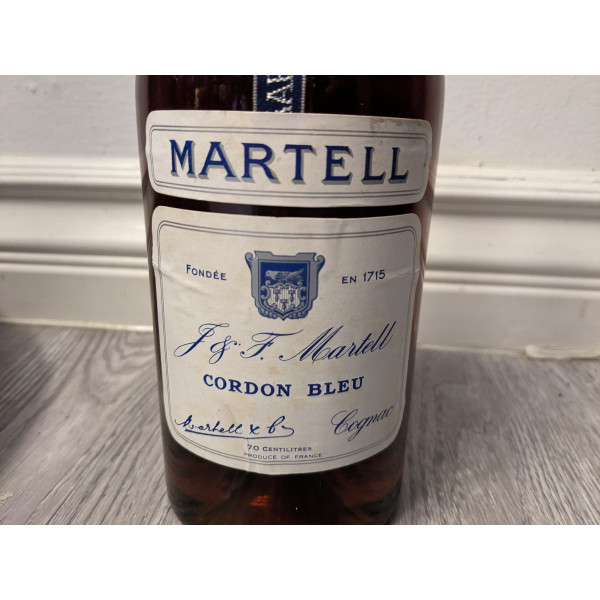 MARTELL
FONDÉE EN 1715
J & F. Martell
CORDON BLEU
Martell & Co Cognac
70 CENTILITRES
PRODUCE OF FRANCE